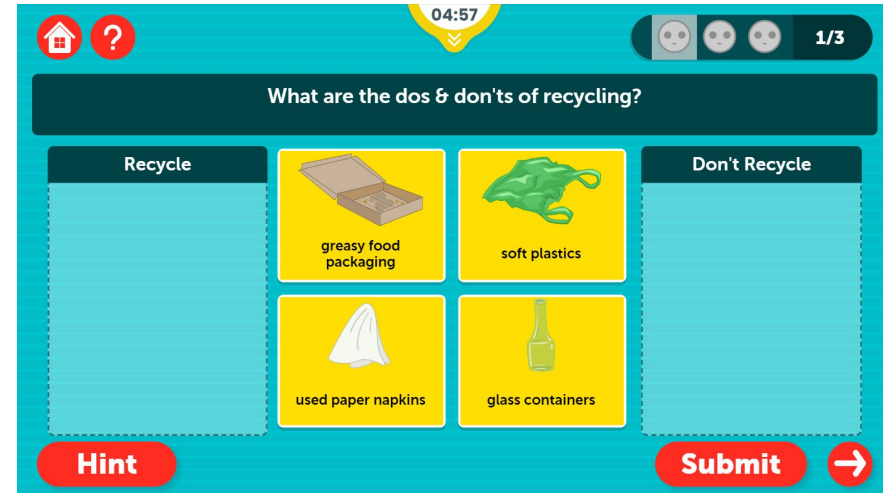 04:57
?
1/3
What are the dos & don'ts of recycling?
Recycle
Don't Recycle
greasy food
packaging
soft plastics
used paper napkins
glass containers
Hint
Submit